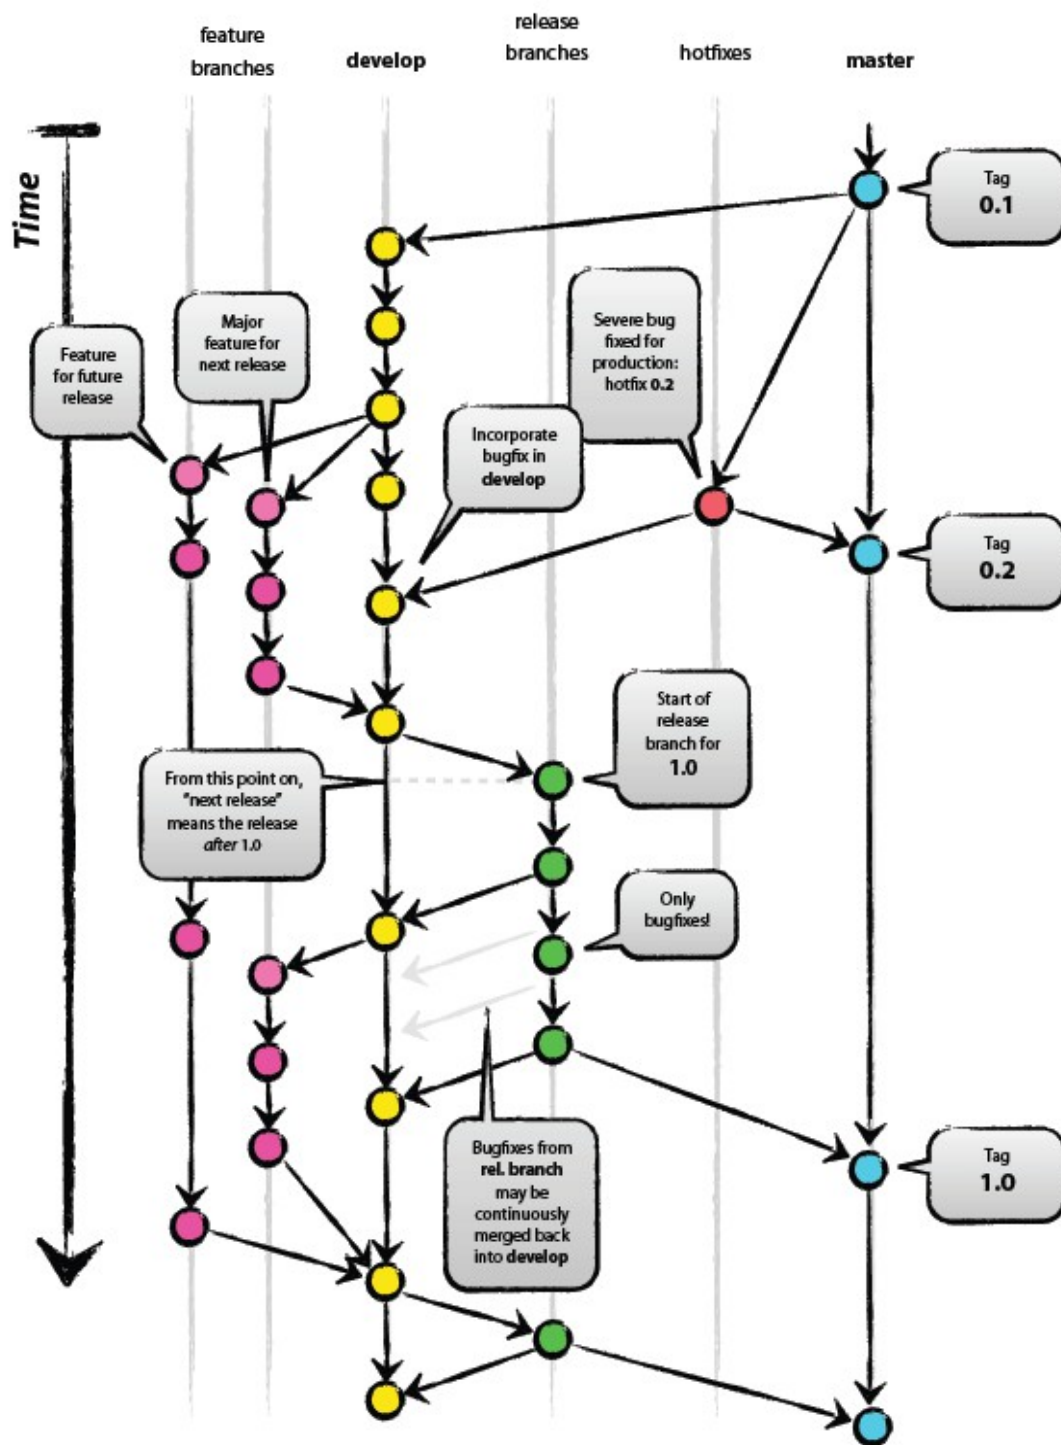 feature
branches
develop
release
branches
hotfixes
master
Time
Tag
0.1
Feature
for future
release
Major
feature for
next release
Severe bug
fixed for
production:
hotfix 0.2
Incorporate
bugfix in
develop
Tag
0.2
Start of
release
branch for
1.0
From this point on,
"next release"
means the release
after 1.0
Only
bugfixes!
Bugfixes from
rel. branch
may be
continuously
merged back
into develop
Tag
1.0